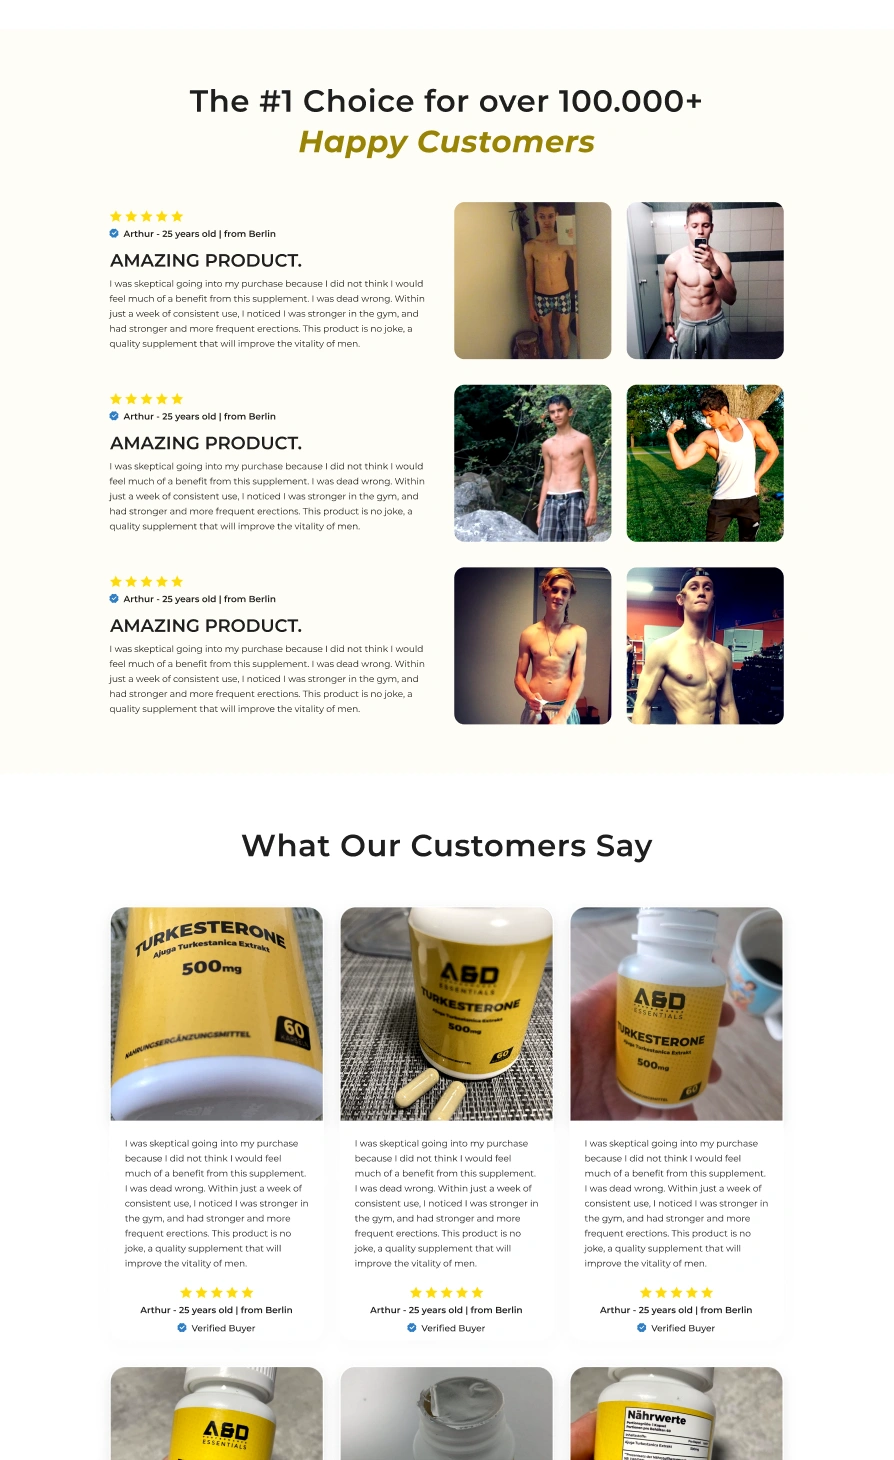 The #1 Choice for over 100.000+
Happy Customers
Arthur - 25 years old | from Berlin
AMAZING PRODUCT.
I was skeptical going into my purchase because I did not think I would
feel much of a benefit from this supplement. I was dead wrong. Within
just a week of consistent use, I noticed I was stronger in the gym, and
had stronger and more frequent erections. This product is no joke, a
quality supplement that will improve the vitality of men.
Arthur - 25 years old | from Berlin
AMAZING PRODUCT.
I was skeptical going into my purchase because I did not think I would
feel much of a benefit from this supplement. I was dead wrong. Within
just a week of consistent use, I noticed I was stronger in the gym, and
had stronger and more frequent erections. This product is no joke, a
quality supplement that will improve the vitality of men.
Arthur - 25 years old | from Berlin
AMAZING PRODUCT.
I was skeptical going into my purchase because I did not think I would
feel much of a benefit from this supplement. I was dead wrong. Within
just a week of consistent use, I noticed I was stronger in the gym, and
had stronger and more frequent erections. This product is no joke, a
quality supplement that will improve the vitality of men.
What Our Customers Say
TURKESTERONE
Ajuga Turkestanica Extrakt
500mg
NAHRUNGSERGÄNZUNGSMITTEL
60
KAPSELN
I was skeptical going into my purchase
because I did not think I would feel
much of a benefit from this supplement.
I was dead wrong. Within just a week of
consistent use, I noticed I was stronger in
the gym, and had stronger and more
frequent erections. This product is no
joke, a quality supplement that will
improve the vitality of men.
Arthur - 25 years old | from Berlin
Verified Buyer
A&D
ESSENTIALS
TURKESTERONE
Ajuga Turkestanica Extrakt
500mg
60
I was skeptical going into my purchase
because I did not think I would feel
much of a benefit from this supplement.
I was dead wrong. Within just a week of
consistent use, I noticed I was stronger in
the gym, and had stronger and more
frequent erections. This product is no
joke, a quality supplement that will
improve the vitality of men.
Arthur - 25 years old | from Berlin
Verified Buyer
A&D
ESSENTIALS
TURKESTERONE
Ajuga Turkestanica Extrakt
500mg
60
I was skeptical going into my purchase
because I did not think I would feel
much of a benefit from this supplement.
I was dead wrong. Within just a week of
consistent use, I noticed I was stronger in
the gym, and had stronger and more
frequent erections. This product is no
joke, a quality supplement that will
improve the vitality of men.
Arthur - 25 years old | from Berlin
Verified Buyer
A&D
ESSENTIALS
Nährwerte
Ajuga Turkestanica Extrakt